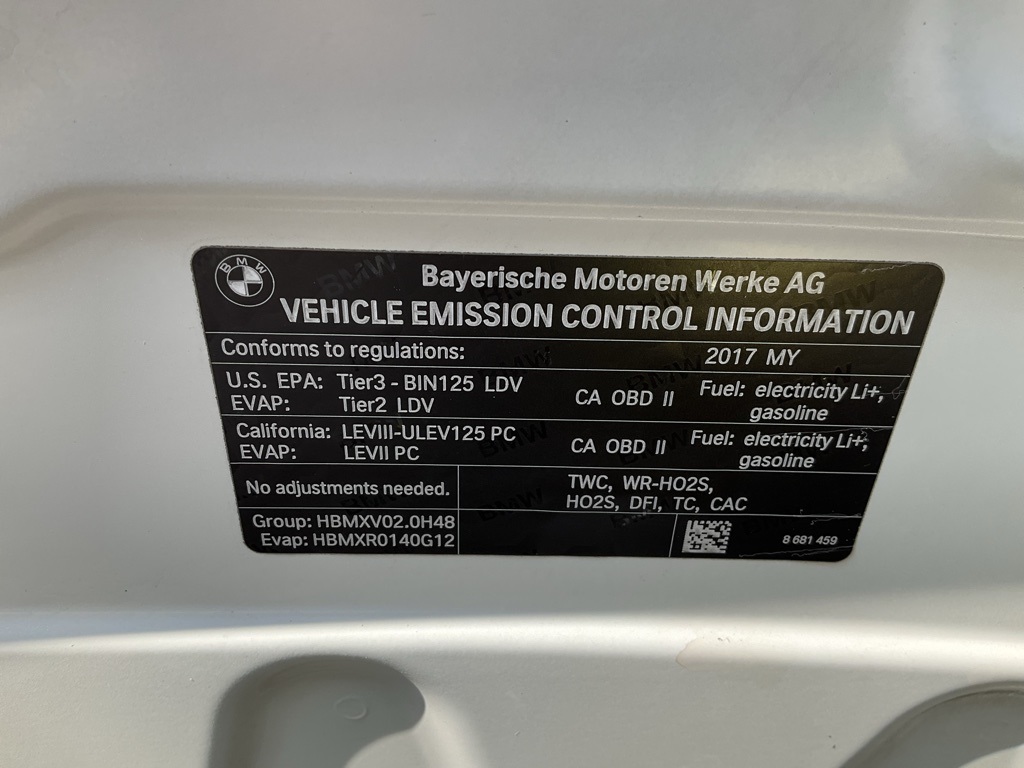 BMW
Bayerische Motoren Werke AG
VEHICLE EMISSION CONTROL INFORMATION
Conforms to regulations: 2017 MY
U.S. EPA: Tier3 - BIN125 LDV CA OBD II Fuel: electricity Li+,
EVAP: Tier2 LDV gasoline
California: LEVIII-ULEV125 PC CA OBD II Fuel: electricity Li+,
EVAP: LEVII PC gasoline
No adjustments needed. TWC, WR-HO2S,
HO2S, DFI, TC, CAC
Group: HBMXV02.0H48
Evap: HBMXR0140G12 8 681 459